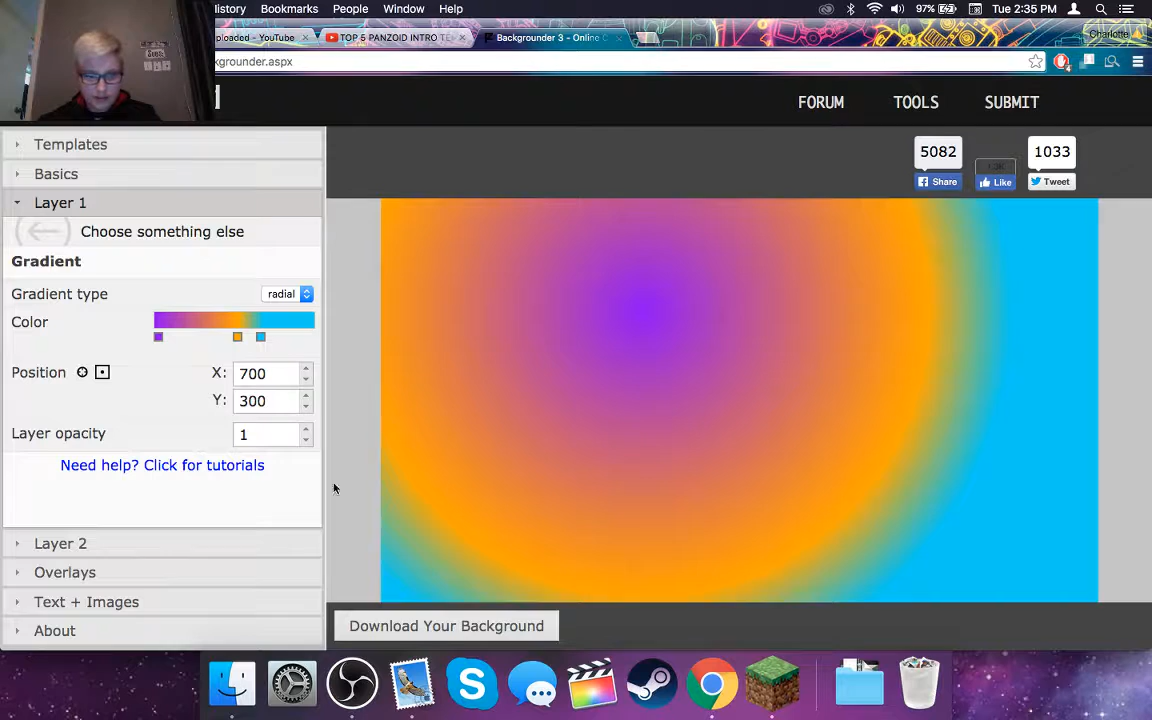 History Bookmarks People Window Help 97% Tue 2:35 PM
ploaded - YouTube TOP 5 PANZOID INTRO TE Backgrounder 3 - Online C Charlotte
kgrounder.aspx
FORUM TOOLS SUBMIT
5082 1033
Share Like Tweet
Templates
Basics
Layer 1
Choose something else
Gradient
Gradient type radial
Color
Position X: 700
Y: 300
Layer opacity 1
Need help? Click for tutorials
Layer 2
Overlays
Text + Images
About
Download Your Background